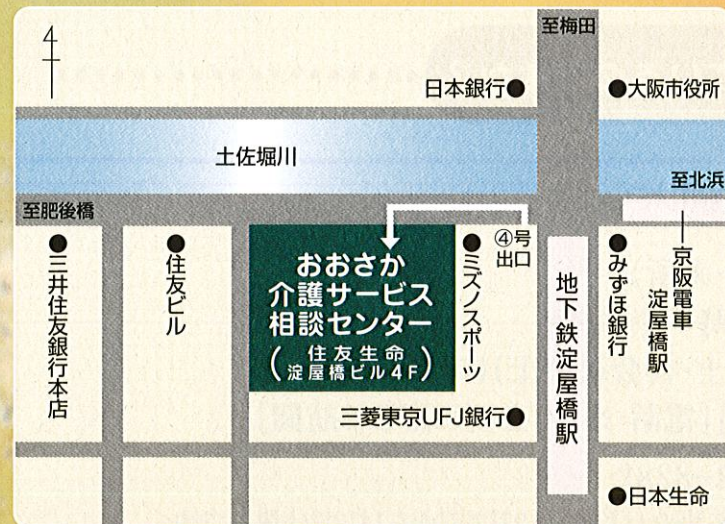 4
至梅田
日本銀行
大阪市役所
土佐堀川
至北浜
至肥後橋
④号
出口
三井住友銀行本店
住友ビル
おおさか
介護サービス
相談センター
(住友生命
淀屋橋ビル4F)
ミズノスポーツ
地下鉄淀屋橋駅
みずほ銀行
京阪電車
淀屋橋駅
三菱東京UFJ銀行
日本生命